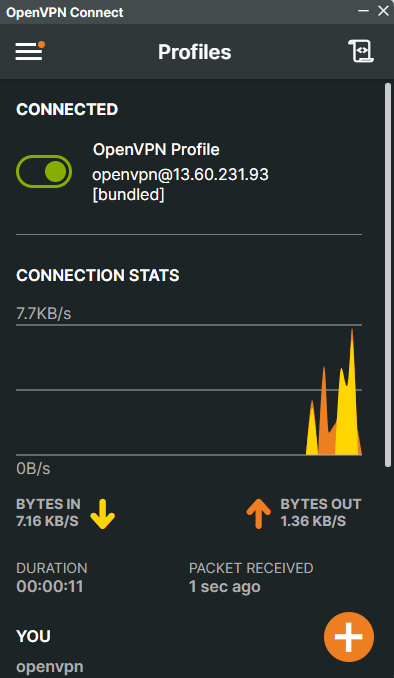 OpenVPN Connect
Profiles
CONNECTED
OpenVPN Profile
openvpn@13.60.231.93
[bundled]
CONNECTION STATS
7.7KB/s
0B/s
BYTES IN
7.16 KB/S
BYTES OUT
1.36 KB/S
DURATION
00:00:11
PACKET RECEIVED
1 sec ago
YOU
openvpn